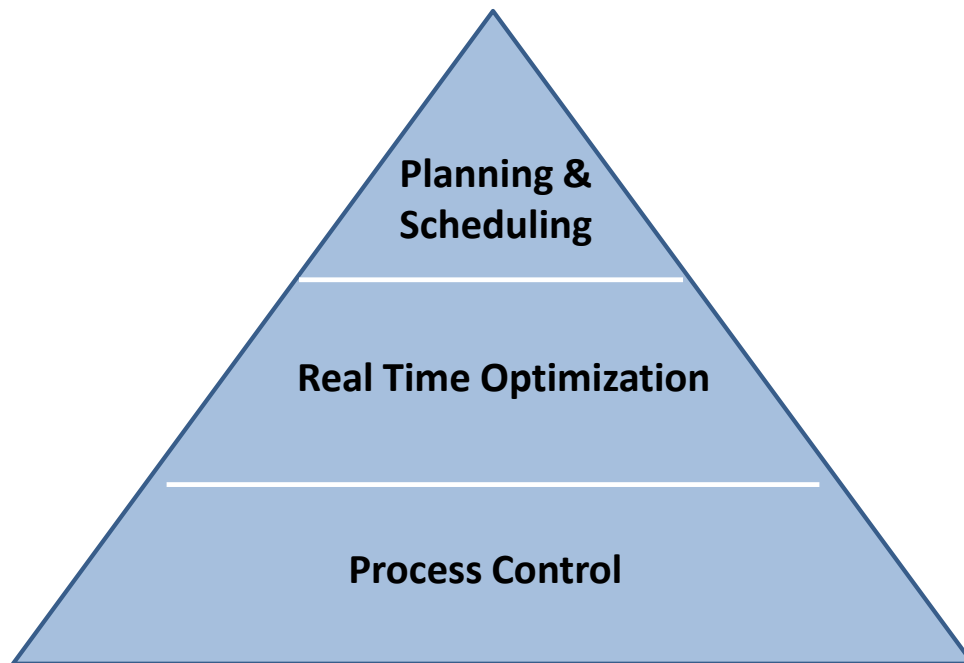 Planning &
Scheduling
Real Time Optimization
Process Control